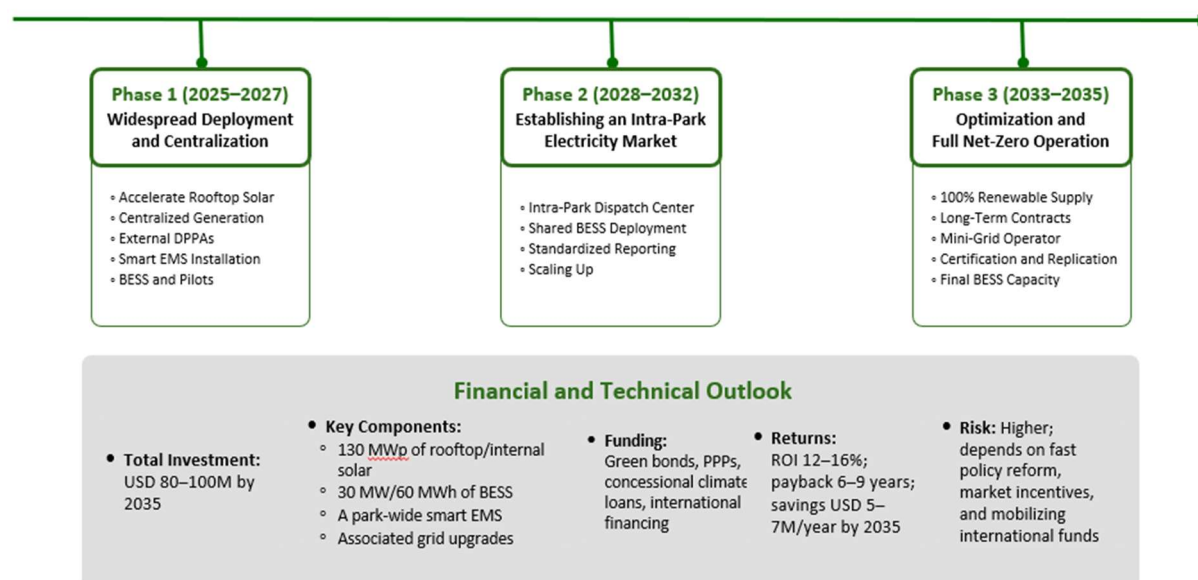 Phase 1 (2025–2027)
Widespread Deployment
and Centralization
◦ Accelerate Rooftop Solar
◦ Centralized Generation
◦ External DPPAs
◦ Smart EMS Installation
◦ BESS and Pilots
Phase 2 (2028–2032)
Establishing an Intra-Park
Electricity Market
◦ Intra-Park Dispatch Center
◦ Shared BESS Deployment
◦ Standardized Reporting
◦ Scaling Up
Phase 3 (2033–2035)
Optimization and
Full Net-Zero Operation
◦ 100% Renewable Supply
◦ Long-Term Contracts
◦ Mini-Grid Operator
◦ Certification and Replication
◦ Final BESS Capacity
Financial and Technical Outlook
• Total Investment:
USD 80–100M by
2035
• Key Components:
◦ 130 MWp of rooftop/internal
solar
◦ 30 MW/60 MWh of BESS
◦ A park-wide smart EMS
◦ Associated grid upgrades
• Funding:
Green bonds, PPPs,
concessional climate
loans, international
financing
• Returns:
ROI 12–16%;
payback 6–9 years;
savings USD 5–
7M/year by 2035
• Risk: Higher;
depends on fast
policy reform,
market incentives,
and mobilizing
international funds